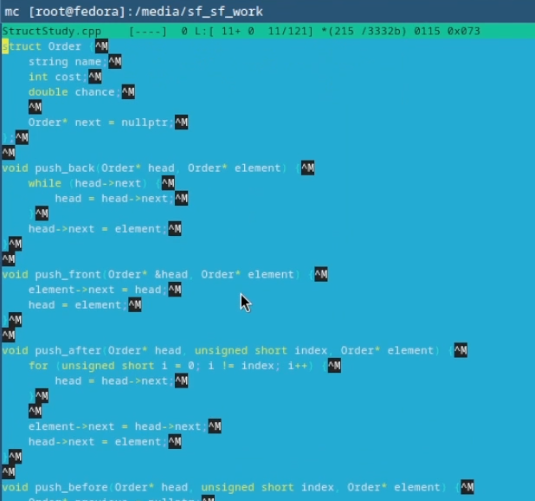 mc [root@fedora]:/media/sf_sf_work
StructStudy.cpp    [----]  0 L:[ 11+ 0  11/121] *(215 /3332b) 0115 0x073
struct Order {^M
    string name;^M
    int cost;^M
    double chance;^M
    ^M
    Order* next = nullptr;^M
};^M
^M
void push_back(Order* head, Order* element) {^M
    while (head->next) {^M
        head = head->next;^M
    }^M
    head->next = element;^M
}^M
^M
void push_front(Order* &head, Order* element) {^M
    element->next = head;^M
    head = element;^M
}^M
^M
void push_after(Order* head, unsigned short index, Order* element) {^M
    for (unsigned short i = 0; i != index; i++) {^M
        head = head->next;^M
    }^M
    ^M
    element->next = head->next;^M
    head->next = element;^M
}^M
^M
void push_before(Order* head, unsigned short index, Order* element) {^M
    Order* previous = nullptr;^M